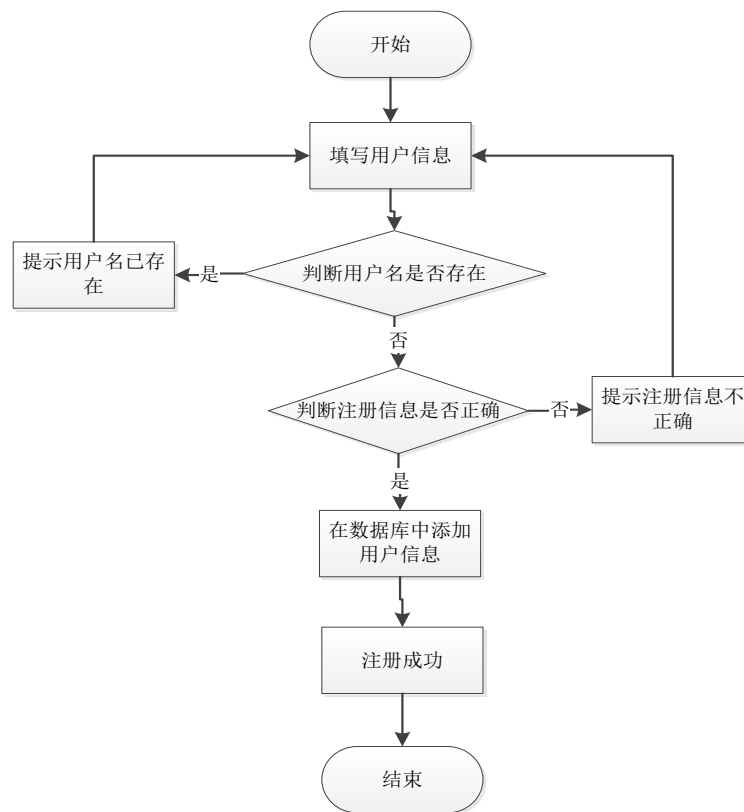 开始
填写用户信息
提示用户名已存
在
是
判断用户名是否存在
否
判断注册信息是否正确
否
提示注册信息不
正确
是
在数据库中添加
用户信息
注册成功
结束